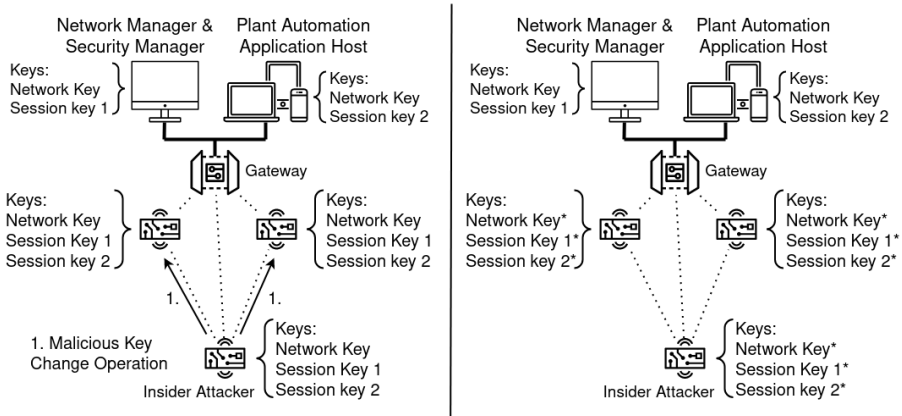 Network Manager &
Security Manager
Plant Automation
Application Host
Keys:
Network Key
Session key 1
Keys:
Network Key
Session key 2
Gateway
Keys:
Network Key
Session Key 1
Session key 2
Keys:
Network Key
Session Key 1
Session key 2
1.
1.
1. Malicious Key
Change Operation
Keys:
Network Key
Session Key 1
Session key 2
Insider Attacker
Network Manager &
Security Manager
Plant Automation
Application Host
Keys:
Network Key
Session key 1
Keys:
Network Key
Session key 2
Gateway
Keys:
Network Key*
Session Key 1*
Session key 2*
Keys:
Network Key*
Session Key 1*
Session key 2*
Keys:
Network Key*
Session Key 1*
Session key 2*
Insider Attacker